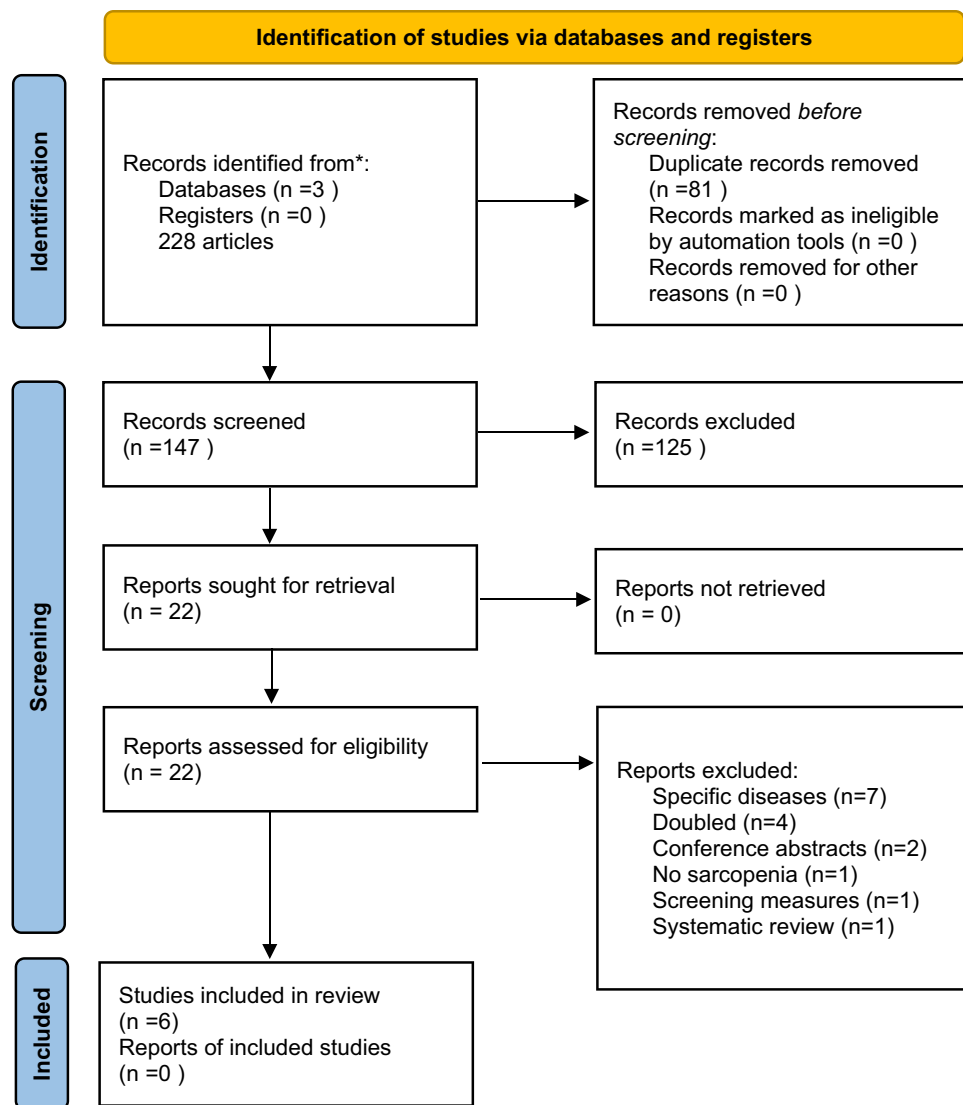 Identification of studies via databases and registers
Identification
Records identified from*:
Databases (n =3 )
Registers (n =0 )
228 articles
Records removed before
screening:
Duplicate records removed
(n =81 )
Records marked as ineligible
by automation tools (n =0 )
Records removed for other
reasons (n =0 )
Screening
Records screened
(n =147 )
Records excluded
(n =125 )
Reports sought for retrieval
(n = 22)
Reports not retrieved
(n = 0)
Reports assessed for eligibility
(n = 22)
Reports excluded:
Specific diseases (n=7)
Doubled (n=4)
Conference abstracts (n=2)
No sarcopenia (n=1)
Screening measures (n=1)
Systematic review (n=1)
Included
Studies included in review
(n =6)
Reports of included studies
(n =0 )